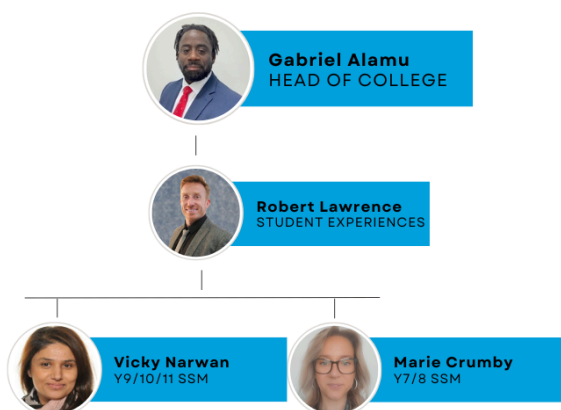 Gabriel Alamu
HEAD OF COLLEGE
Robert Lawrence
STUDENT EXPERIENCES
Vicky Narwan
Y9/10/11 SSM
Marie Crumby
Y7/8 SSM